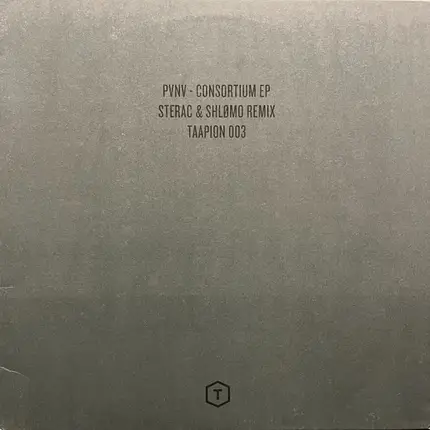 PVNV - CONSORTIUM EP
STERAC & SHLØMO REMIX
TAAPION 003
T